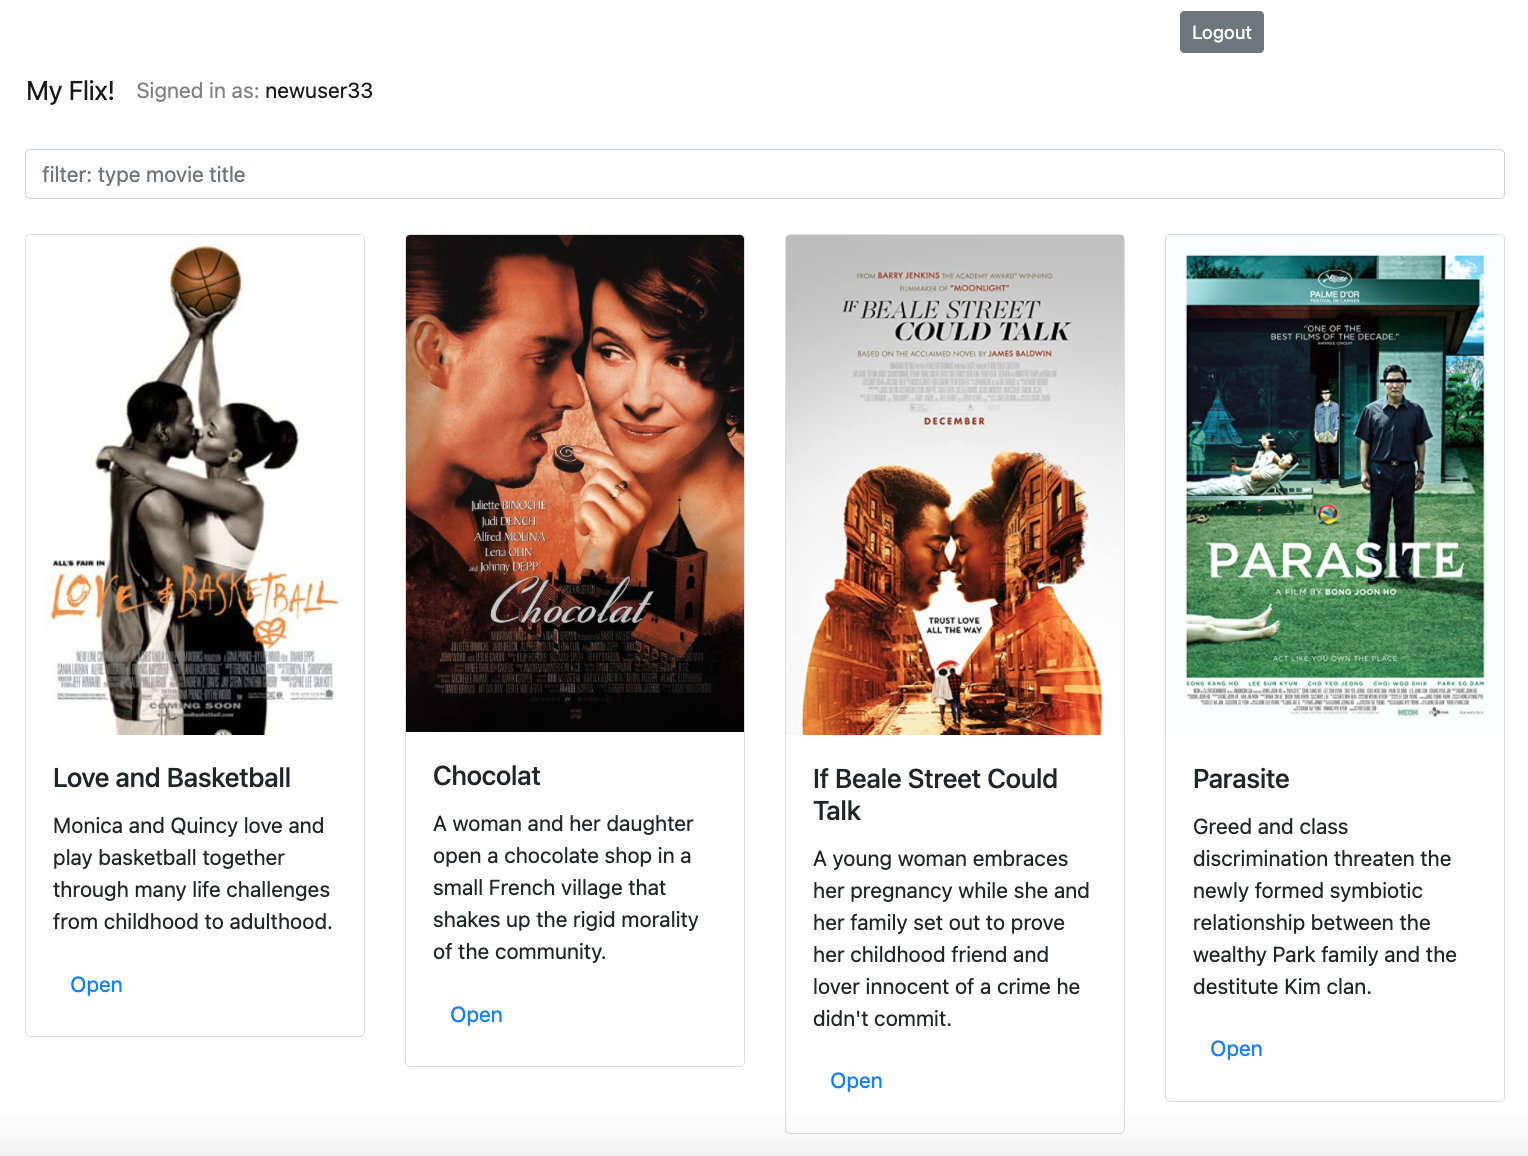 Logout
My Flix! Signed in as: newuser33
filter: type movie title
ALL'S FAIR IN
LOVE & BASKETBALL
COMING SOON
Love and Basketball
Monica and Quincy love and
play basketball together
through many life challenges
from childhood to adulthood.
Open
Juliette BINOCHE
Judi DENCH
Alfred MOLINA
Lena OLIN
and Johnny DEPP
Chocolat
Chocolat
A woman and her daughter
open a chocolate shop in a
small French village that
shakes up the rigid morality
of the community.
Open
FROM BARRY JENKINS THE ACADEMY AWARD® WINNING
FILMMAKER OF "MOONLIGHT"
IF BEALE STREET
COULD TALK
BASED ON THE ACCLAIMED NOVEL BY JAMES BALDWIN
DECEMBER
TRUST LOVE
ALL THE WAY
If Beale Street Could
Talk
A young woman embraces
her pregnancy while she and
her family set out to prove
her childhood friend and
lover innocent of a crime he
didn't commit.
Open
PALME D'OR
FESTIVAL DE CANNES
"ONE OF THE
BEST FILMS OF THE DECADE."
PARASITE
A FILM BY BONG JOON HO
ACT LIKE YOU OWN THE PLACE
SONG KANG HO LEE SUN KYUN CHO YEO JEONG CHOI WOO SHIK PARK SO DAM
NEON
Parasite
Greed and class
discrimination threaten the
newly formed symbiotic
relationship between the
wealthy Park family and the
destitute Kim clan.
Open